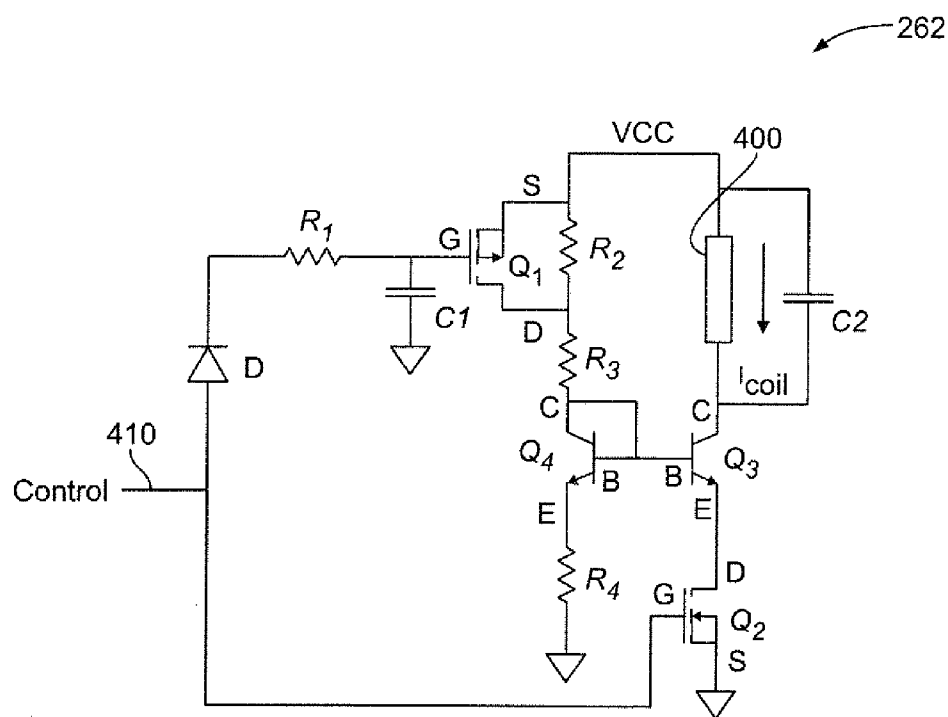 262
VCC
400
S
R1
G
Q1
R2
C1
D
C2
R3
D
Icoil
C
C
410
Q4
Q3
Control
B
B
E
E
R4
D
G
Q2
S